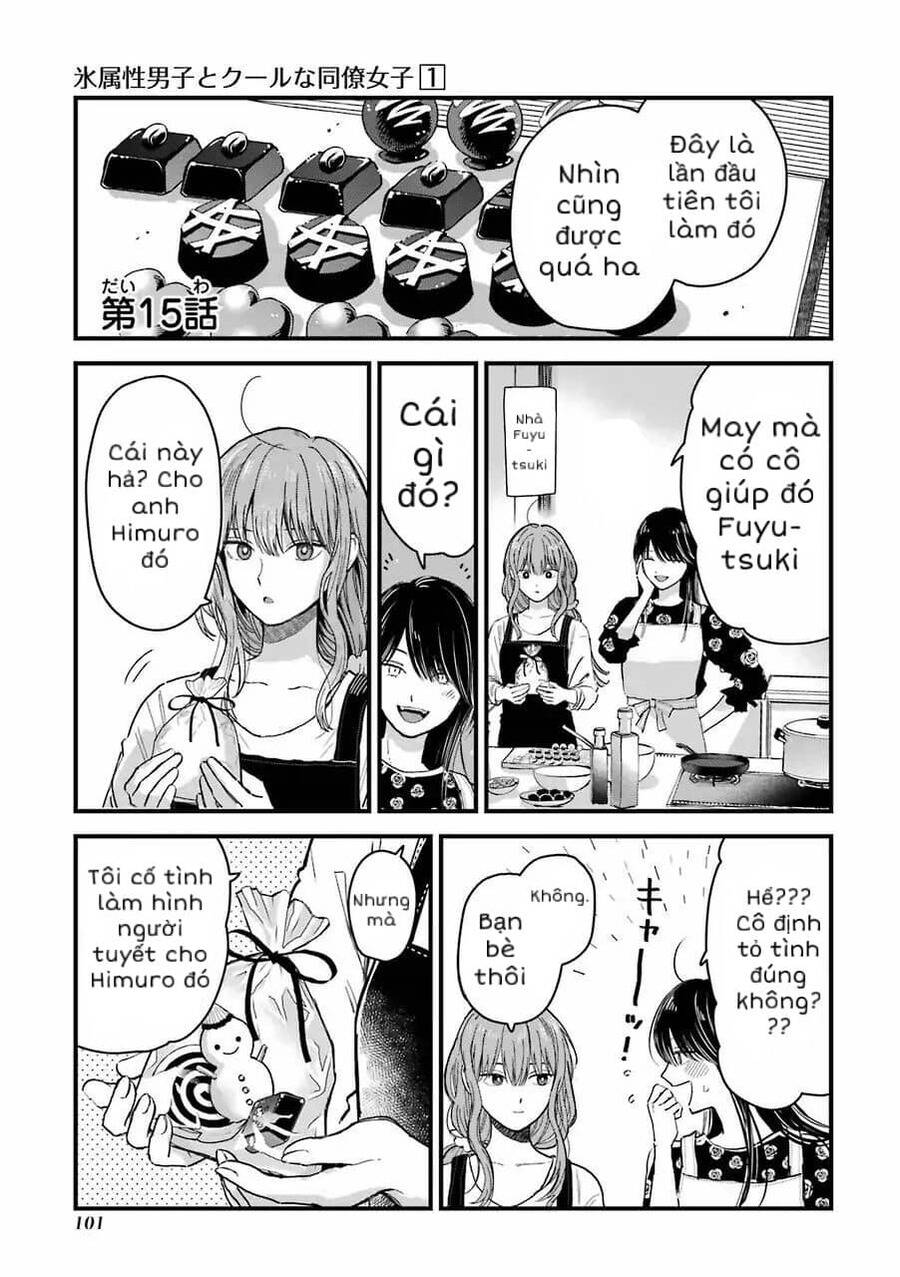 氷属性男子とクールな同僚女子 1
Đây là
lần đầu
tiên tôi
làm đó
Nhìn
cũng
được
quá ha
だい わ
第15話
May mà
có cô
giúp đó
Fuyu-
tsuki
Nhà
Fuyu
-
tsuki
Cái
gì
đó?
Cái này
hả? Cho
anh
Himuro
đó
Hể???
Cô định
tỏ tình
đúng
không?
??
キャーッ!
Không.
Bạn
bè
thôi
Nhưng
mà
Tôi cố tình
làm hình
người
tuyết cho
Himuro đó
101